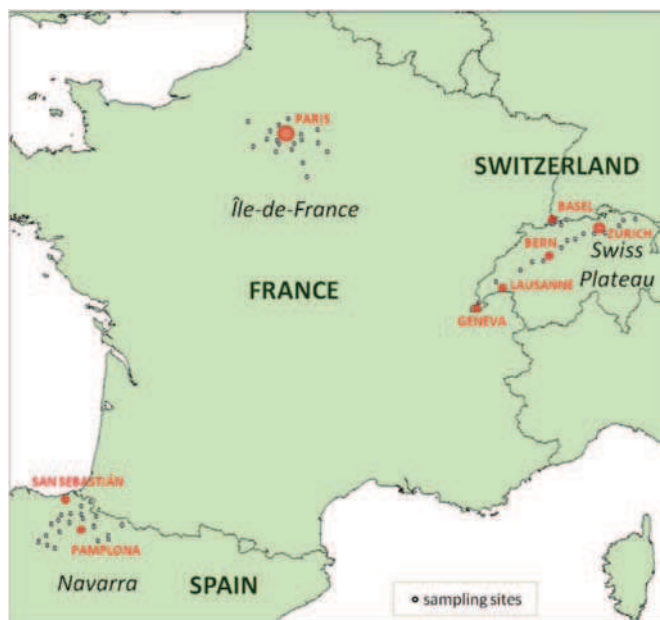 PARIS
SWITZERLAND
Île-de-France
BASEL
ZÜRICH
BERN
Swiss
Plateau
FRANCE
LAUSANNE
GENEVA
SAN SEBASTIÁN
PAMPLONA
Navarra
SPAIN
sampling sites